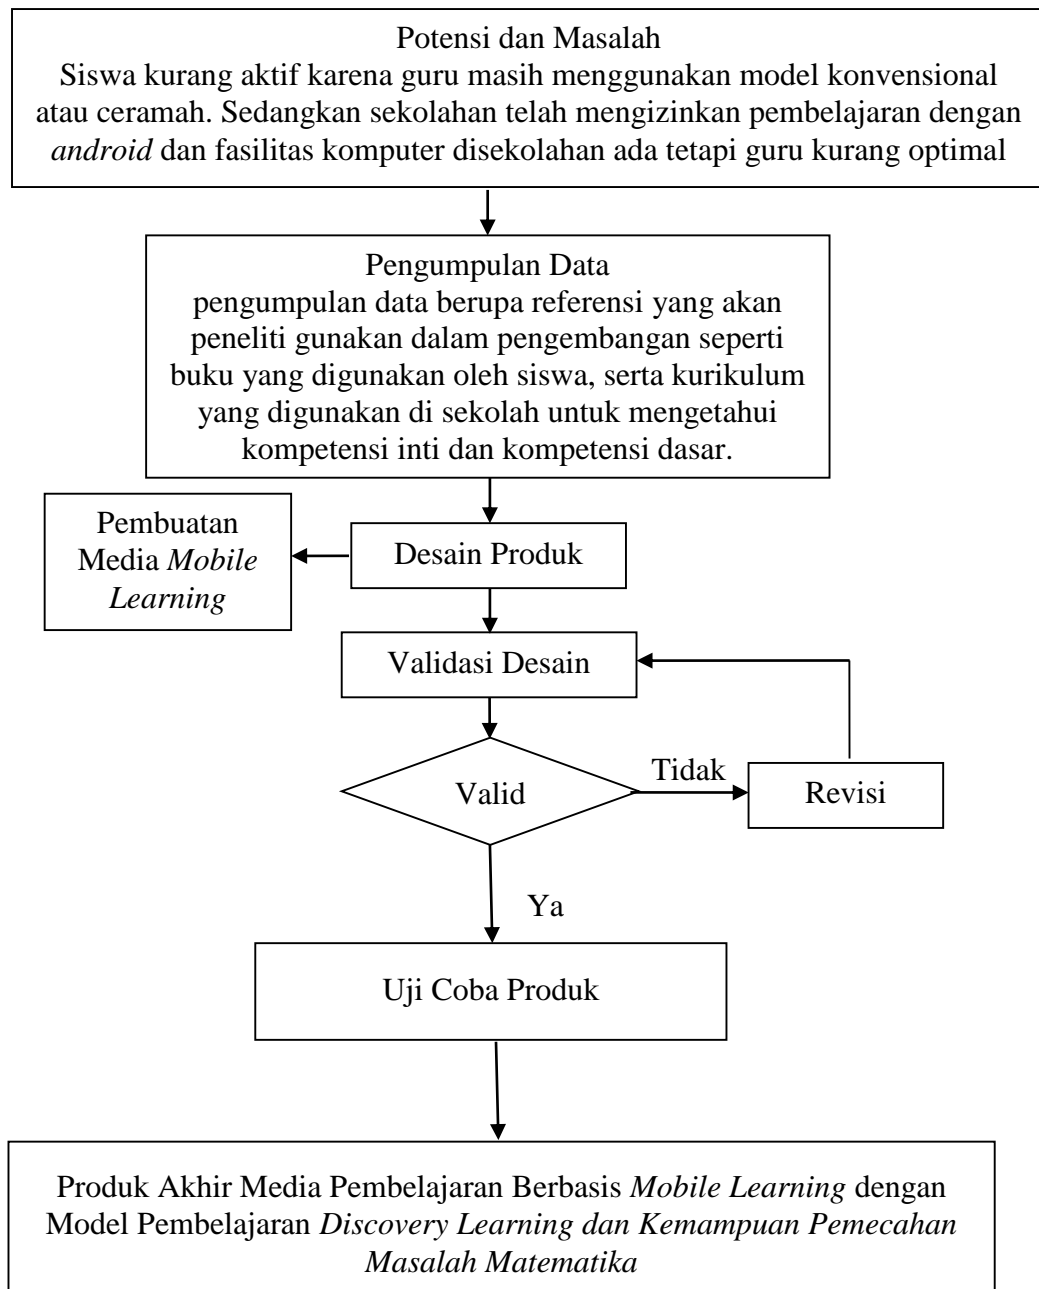 Potensi dan Masalah
Siswa kurang aktif karena guru masih menggunakan model konvensional
atau ceramah. Sedangkan sekolahan telah mengizinkan pembelajaran dengan
android dan fasilitas komputer disekolahan ada tetapi guru kurang optimal
Pengumpulan Data
pengumpulan data berupa referensi yang akan
peneliti gunakan dalam pengembangan seperti
buku yang digunakan oleh siswa, serta kurikulum
yang digunakan di sekolah untuk mengetahui
kompetensi inti dan kompetensi dasar.
Pembuatan
Media Mobile
Learning
Desain Produk
Validasi Desain
Valid
Tidak
Revisi
Ya
Uji Coba Produk
Produk Akhir Media Pembelajaran Berbasis Mobile Learning dengan
Model Pembelajaran Discovery Learning dan Kemampuan Pemecahan
Masalah Matematika